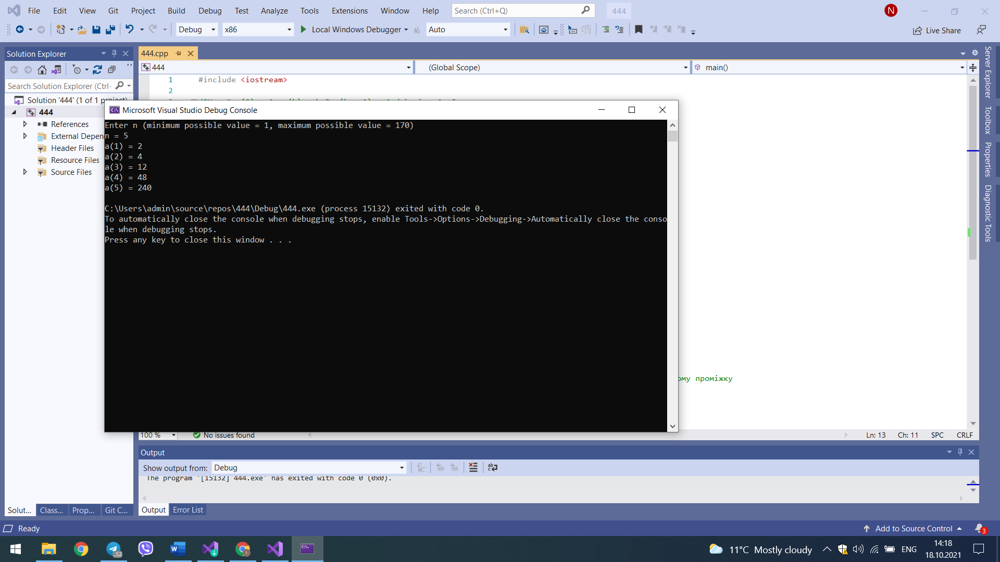 File Edit View Git Project Build Debug Test Analyze Tools Extensions Window Help Search (Ctrl+Q) 444 N
Debug x86 Local Windows Debugger Auto Live Share
Solution Explorer
Search Solution Explorer (Ctrl-
Solution '444' (1 of 1 project)
444
References
External Depen
Header Files
Resource Files
Source Files
Solut... Class... Prop... Git C...
444.cpp
444 (Global Scope) main()
1 #include <iostream>
2
Microsoft Visual Studio Debug Console
Enter n (minimum possible value = 1, maximum possible value = 170)
n = 5
a(1) = 2
a(2) = 4
a(3) = 12
a(4) = 48
a(5) = 240
C:\Users\admin\source\repos\444\Debug\444.exe (process 15132) exited with code 0.
To automatically close the console when debugging stops, enable Tools->Options->Debugging->Automatically close the conso
le when debugging stops.
Press any key to close this window . . .
ому проміжку
100 % No issues found Ln: 13 Ch: 11 SPC CRLF
Output
Show output from: Debug
The program '[15132] 444.exe' has exited with code 0 (0x0).
Output Error List
Server Explorer
Toolbox
Properties
Diagnostic Tools
Ready Add to Source Control 3
52 11°C Mostly cloudy ENG 14:18
18.10.2021